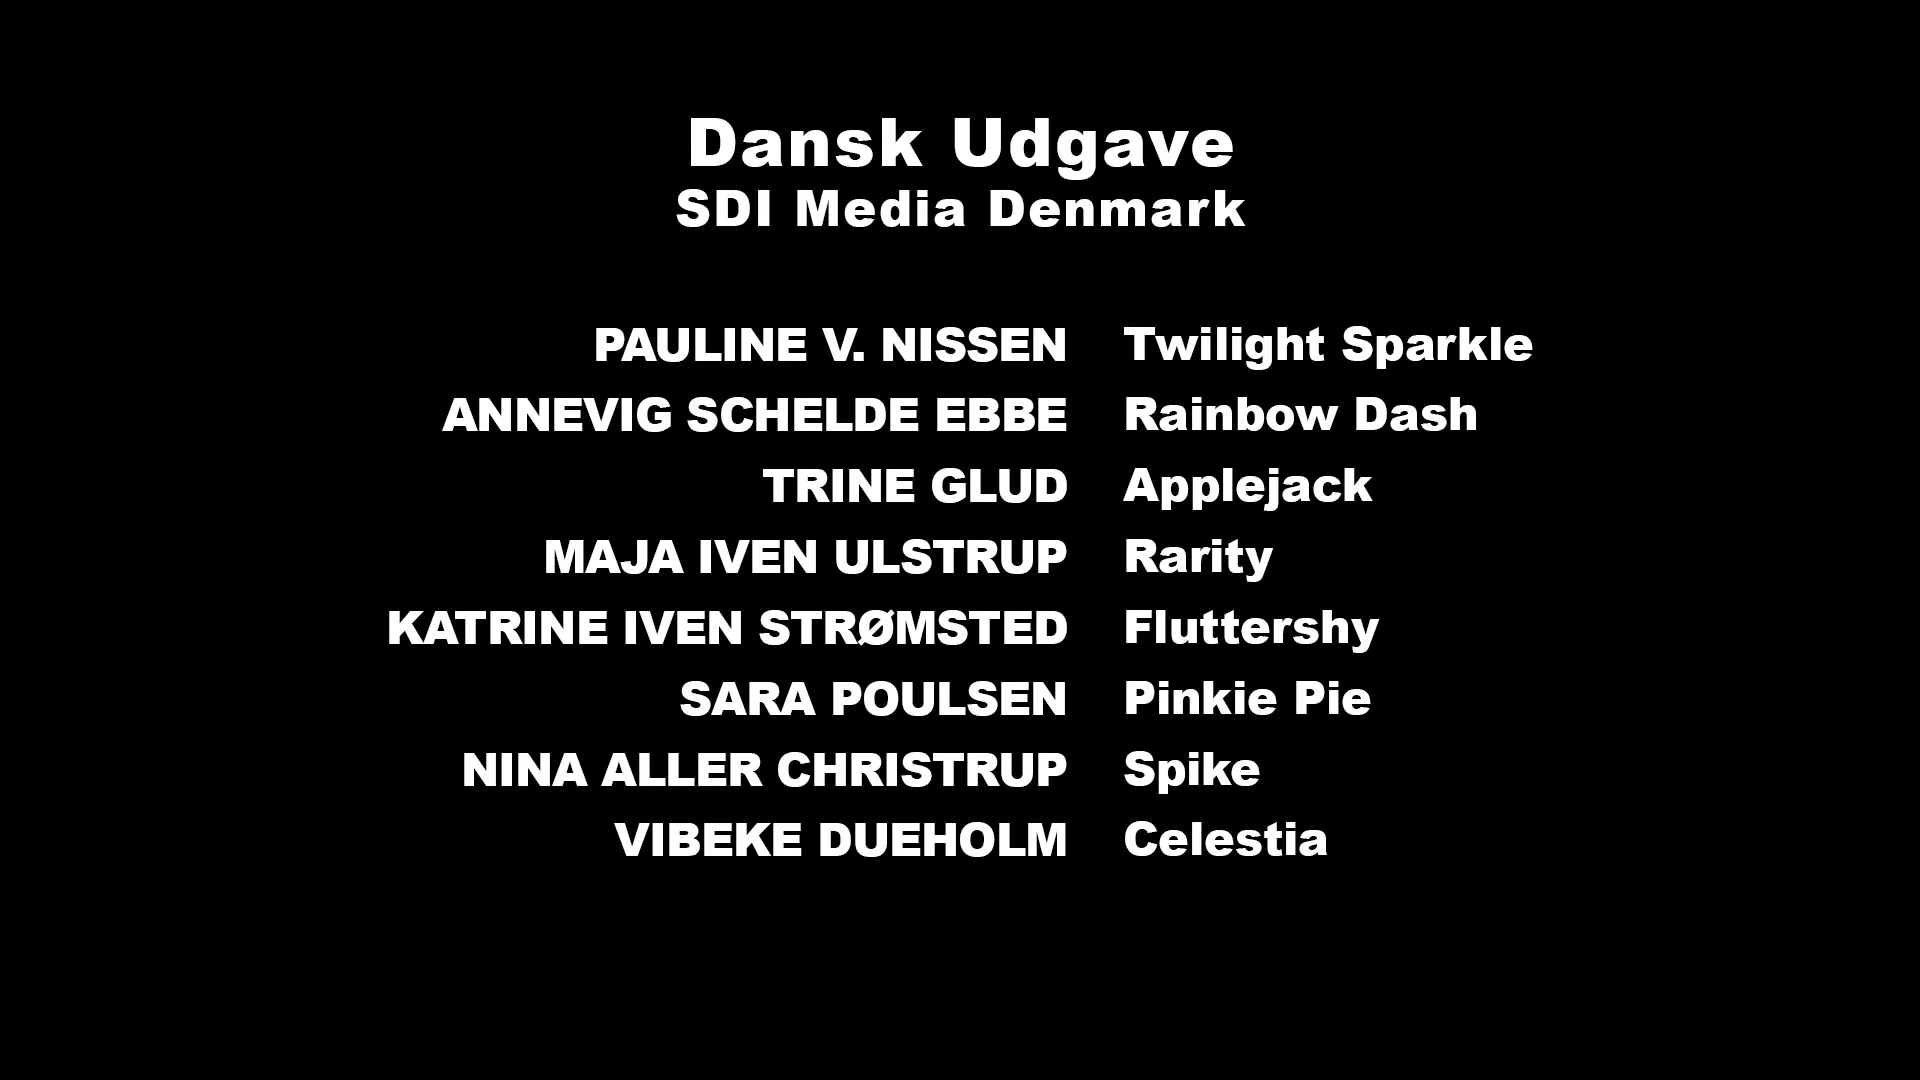 Dansk Udgave
SDI Media Denmark
PAULINE V. NISSEN Twilight Sparkle
ANNEVIG SCHELDE EBBE Rainbow Dash
TRINE GLUD Applejack
MAJA IVEN ULSTRUP Rarity
KATRINE IVEN STRØMSTED Fluttershy
SARA POULSEN Pinkie Pie
NINA ALLER CHRISTRUP Spike
VIBEKE DUEHOLM Celestia